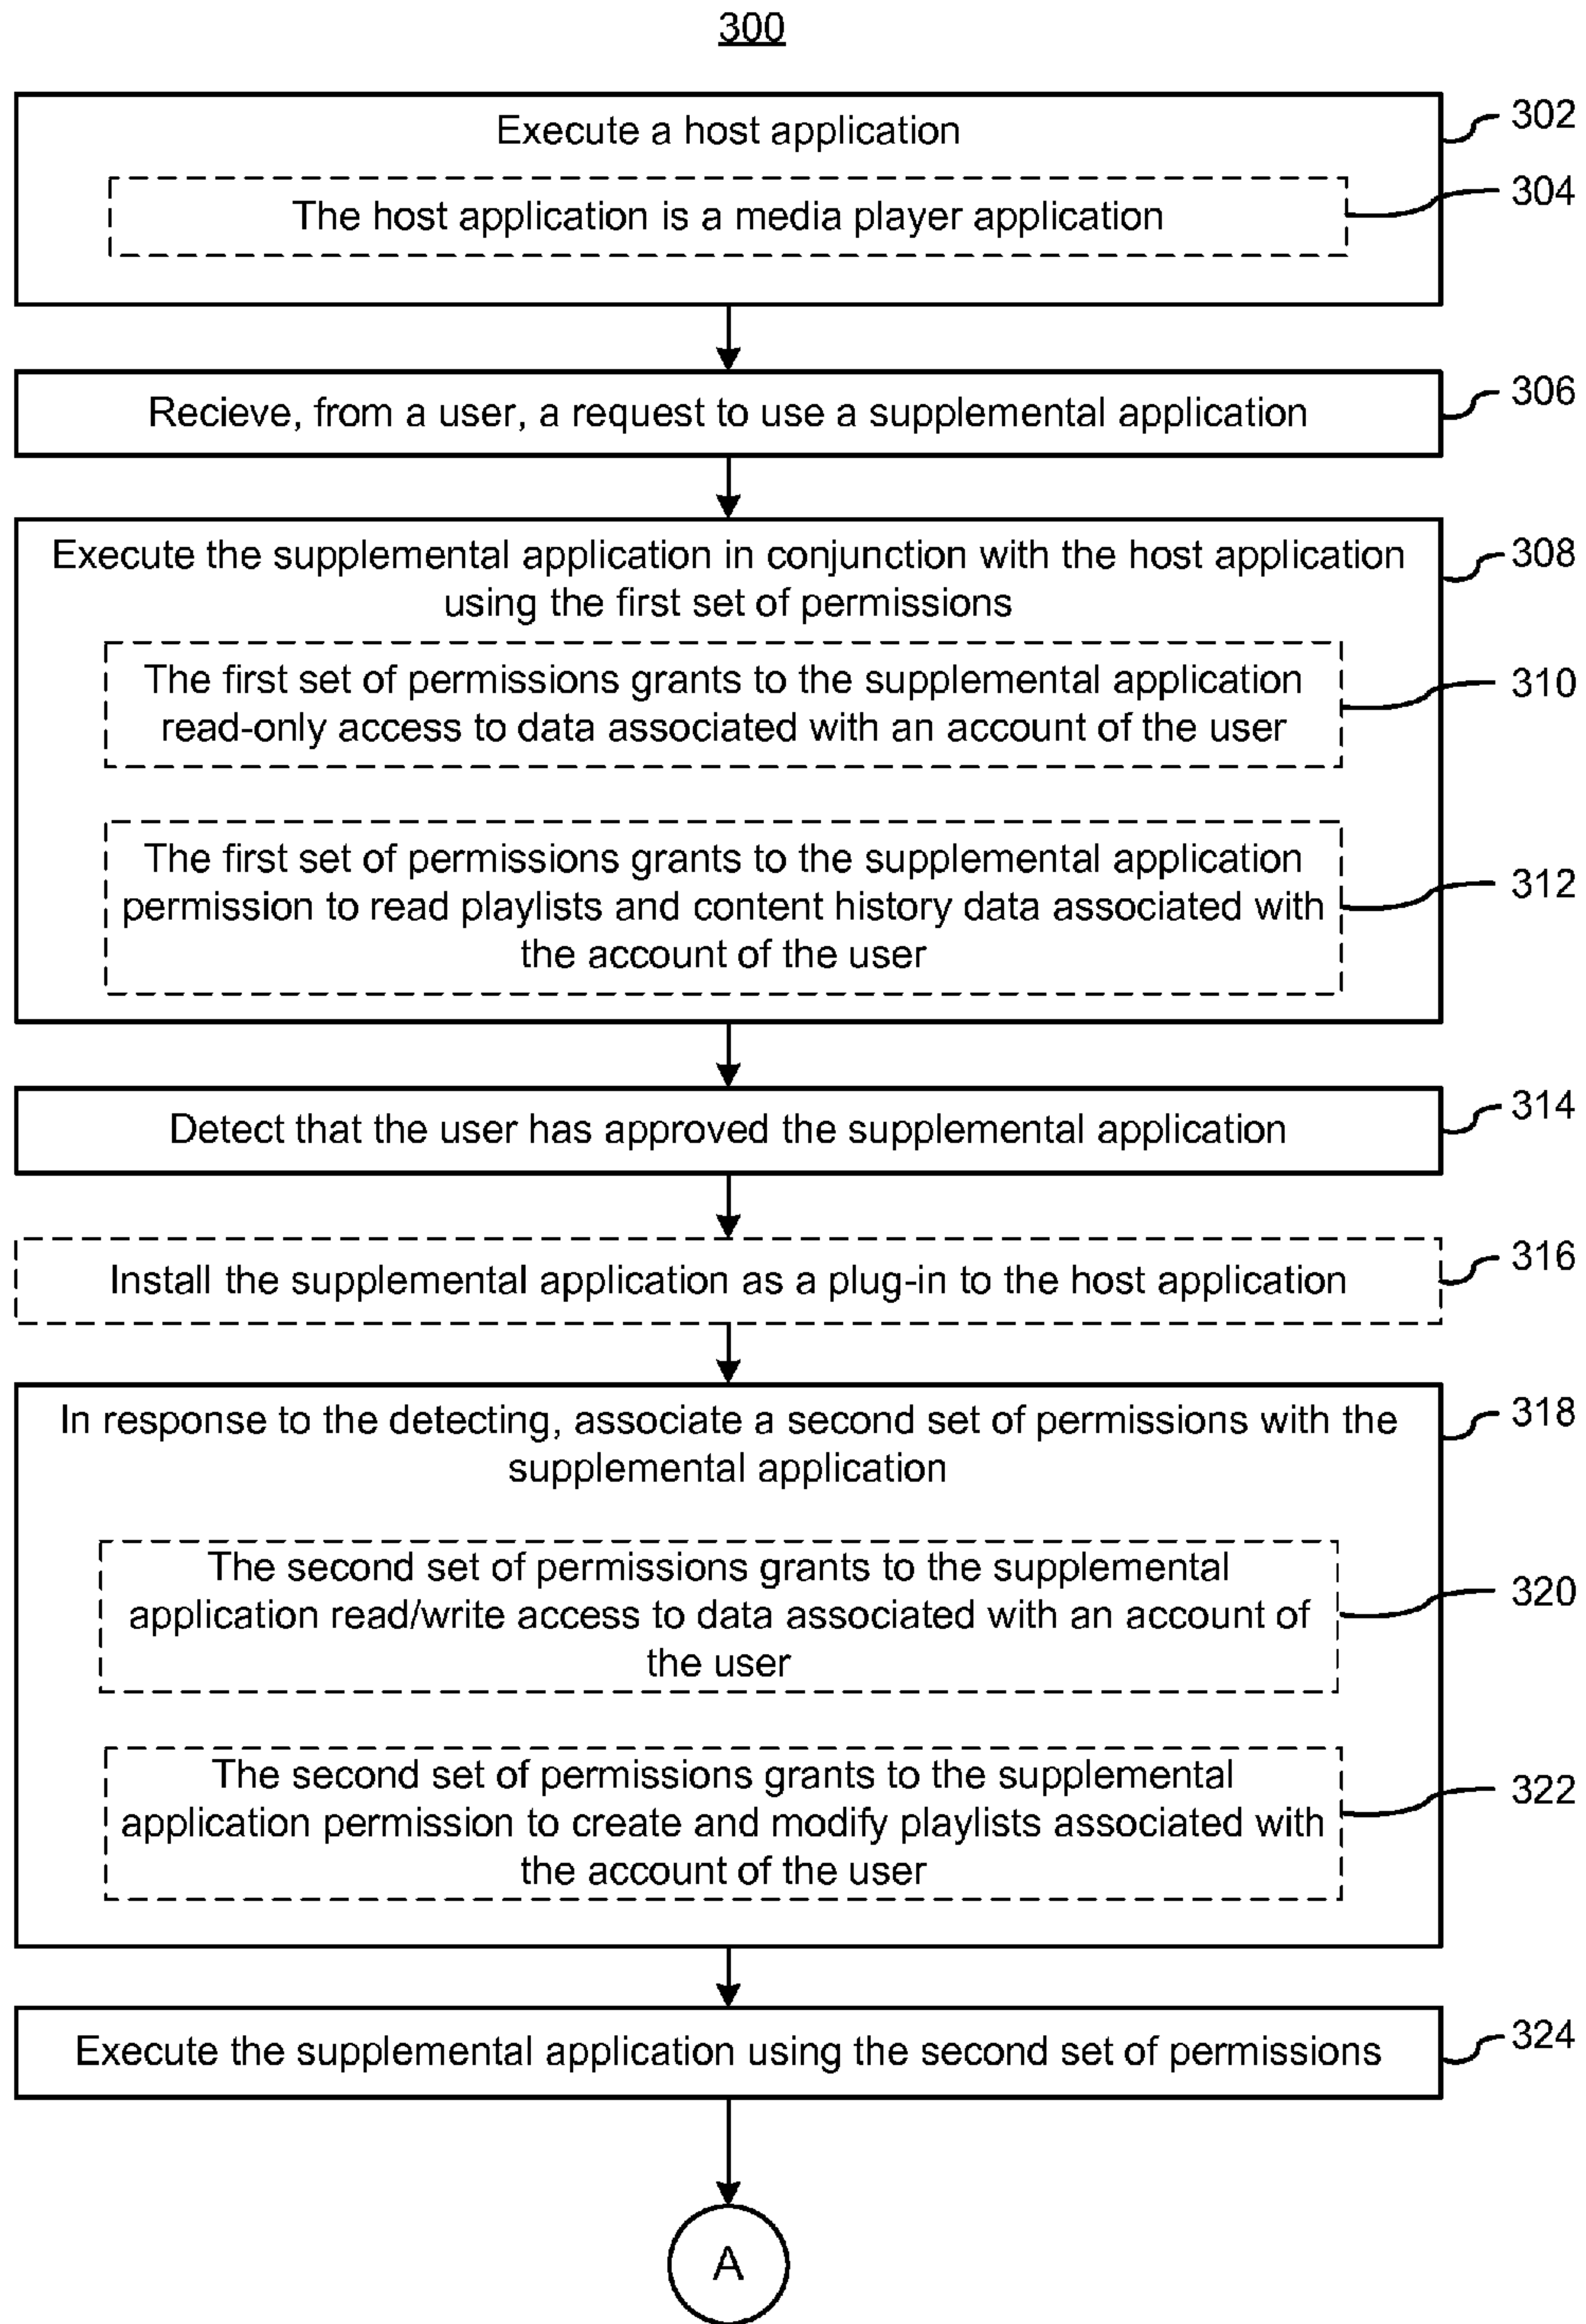 300
Execute a host application
302
The host application is a media player application
304
Recieve, from a user, a request to use a supplemental application
306
Execute the supplemental application in conjunction with the host application
using the first set of permissions
308
The first set of permissions grants to the supplemental application
read-only access to data associated with an account of the user
310
The first set of permissions grants to the supplemental application
permission to read playlists and content history data associated with
the account of the user
312
Detect that the user has approved the supplemental application
314
Install the supplemental application as a plug-in to the host application
316
In response to the detecting, associate a second set of permissions with the
supplemental application
318
The second set of permissions grants to the supplemental
application read/write access to data associated with an account of
the user
320
The second set of permissions grants to the supplemental
application permission to create and modify playlists associated with
the account of the user
322
Execute the supplemental application using the second set of permissions
324
A